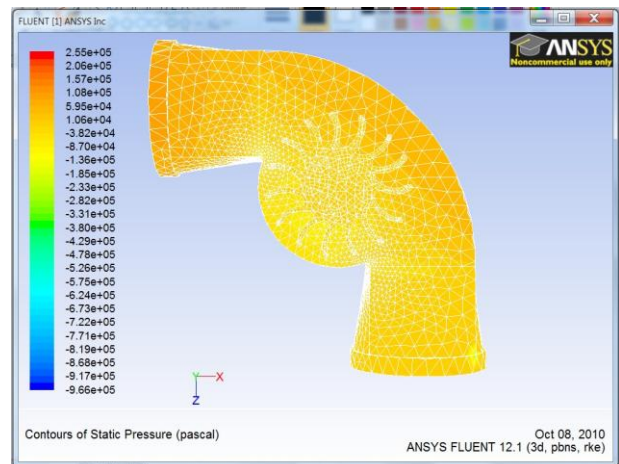 FLUENT [1] ANSYS Inc
ANSYS
Noncommercial use only
2.55e+05
2.06e+05
1.57e+05
1.08e+05
5.95e+04
1.06e+04
-3.82e+04
-8.70e+04
-1.36e+05
-1.85e+05
-2.33e+05
-2.82e+05
-3.31e+05
-3.80e+05
-4.29e+05
-4.78e+05
-5.26e+05
-5.75e+05
-6.24e+05
-6.73e+05
-7.22e+05
-7.71e+05
-8.19e+05
-8.68e+05
-9.17e+05
-9.66e+05
Y
X
Z
Contours of Static Pressure (pascal)
Oct 08, 2010
ANSYS FLUENT 12.1 (3d, pbns, rke)